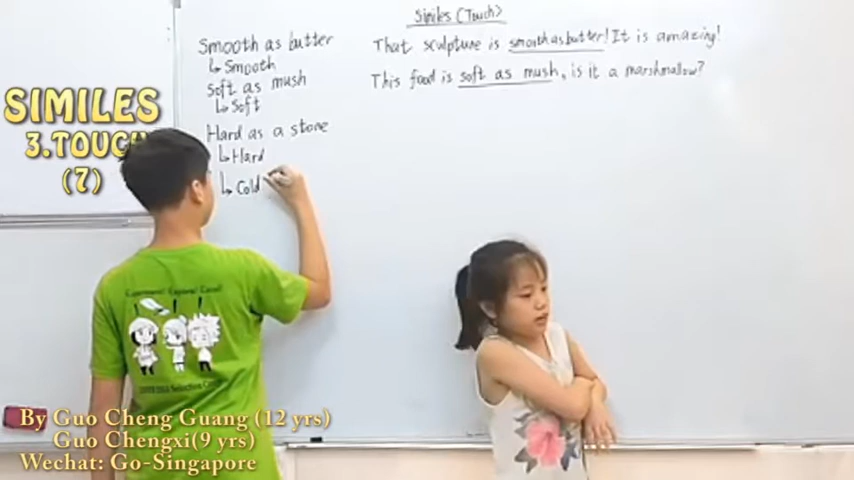 Similes (Touch)
Smooth as butter
↳ Smooth
Soft as mush
↳ Soft
Hard as a stone
↳ Hard
↳ Cold
That sculpture is smooth as butter! It is amazing!
This food is soft as mush, is it a marshmallow?
SIMILES
3.TOUCH
(7)
By Guo Cheng Guang (12 yrs)
Guo Chengxi(9 yrs)
Wechat: Go-Singapore